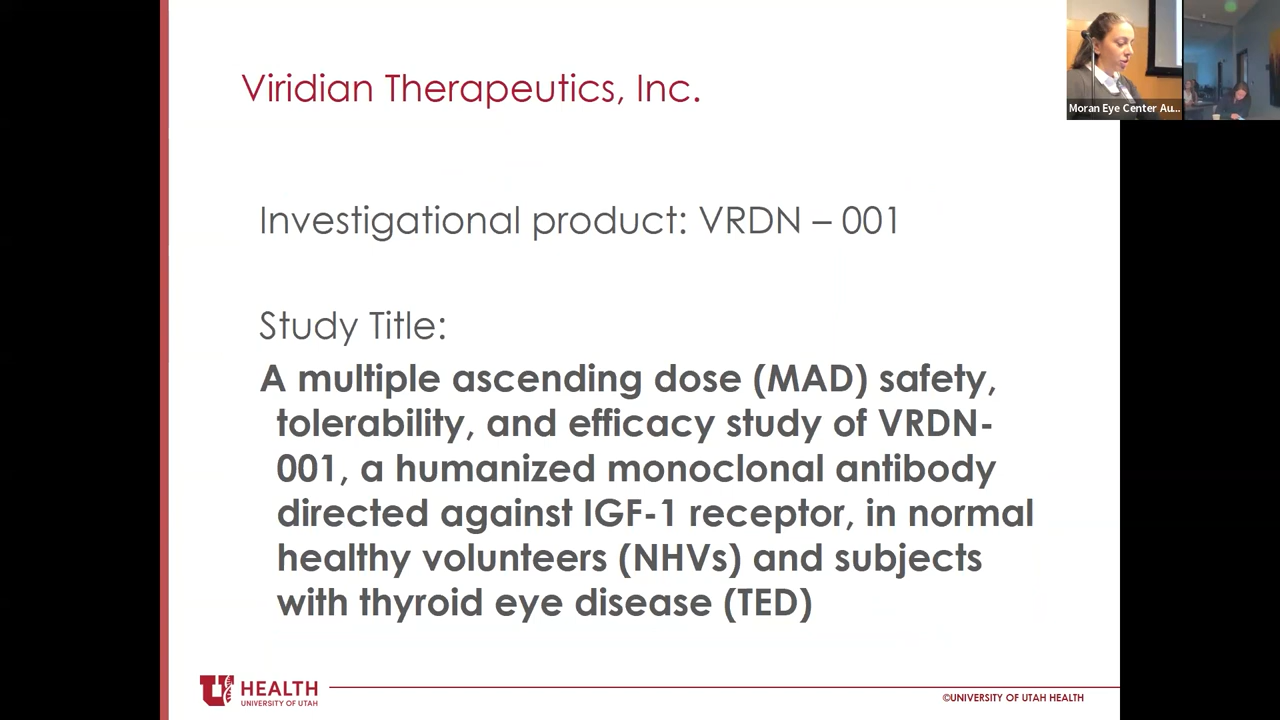 Viridian Therapeutics, Inc.
Moran Eye Center Au...
Investigational product: VRDN – 001
Study Title:
A multiple ascending dose (MAD) safety,
tolerability, and efficacy study of VRDN-
001, a humanized monoclonal antibody
directed against IGF-1 receptor, in normal
healthy volunteers (NHVs) and subjects
with thyroid eye disease (TED)
U HEALTH
UNIVERSITY OF UTAH
©UNIVERSITY OF UTAH HEALTH